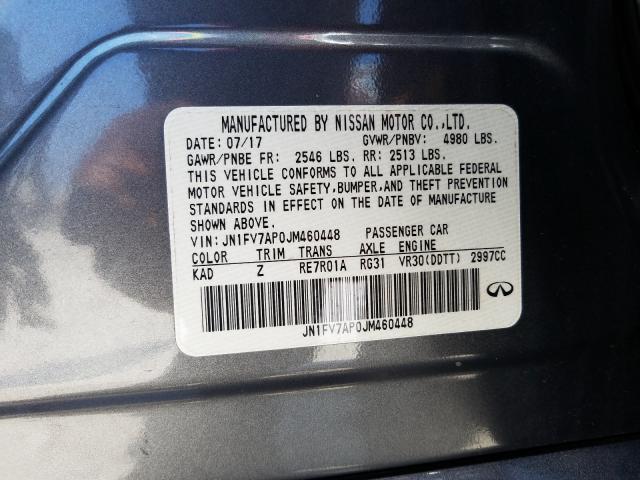 MANUFACTURED BY NISSAN MOTOR CO.,LTD.
DATE: 07/17 GVWR/PNBV: 4980 LBS.
GAWR/PNBE FR: 2546 LBS. RR: 2513 LBS.
THIS VEHICLE CONFORMS TO ALL APPLICABLE FEDERAL
MOTOR VEHICLE SAFETY,BUMPER,AND THEFT PREVENTION
STANDARDS IN EFFECT ON THE DATE OF MANUFACTURE
SHOWN ABOVE.
VIN: JN1FV7AP0JM460448 PASSENGER CAR
COLOR TRIM TRANS AXLE ENGINE
KAD Z RE7R01A RG31 VR30(DDTT) 2997CC
JN1FV7AP0JM460448